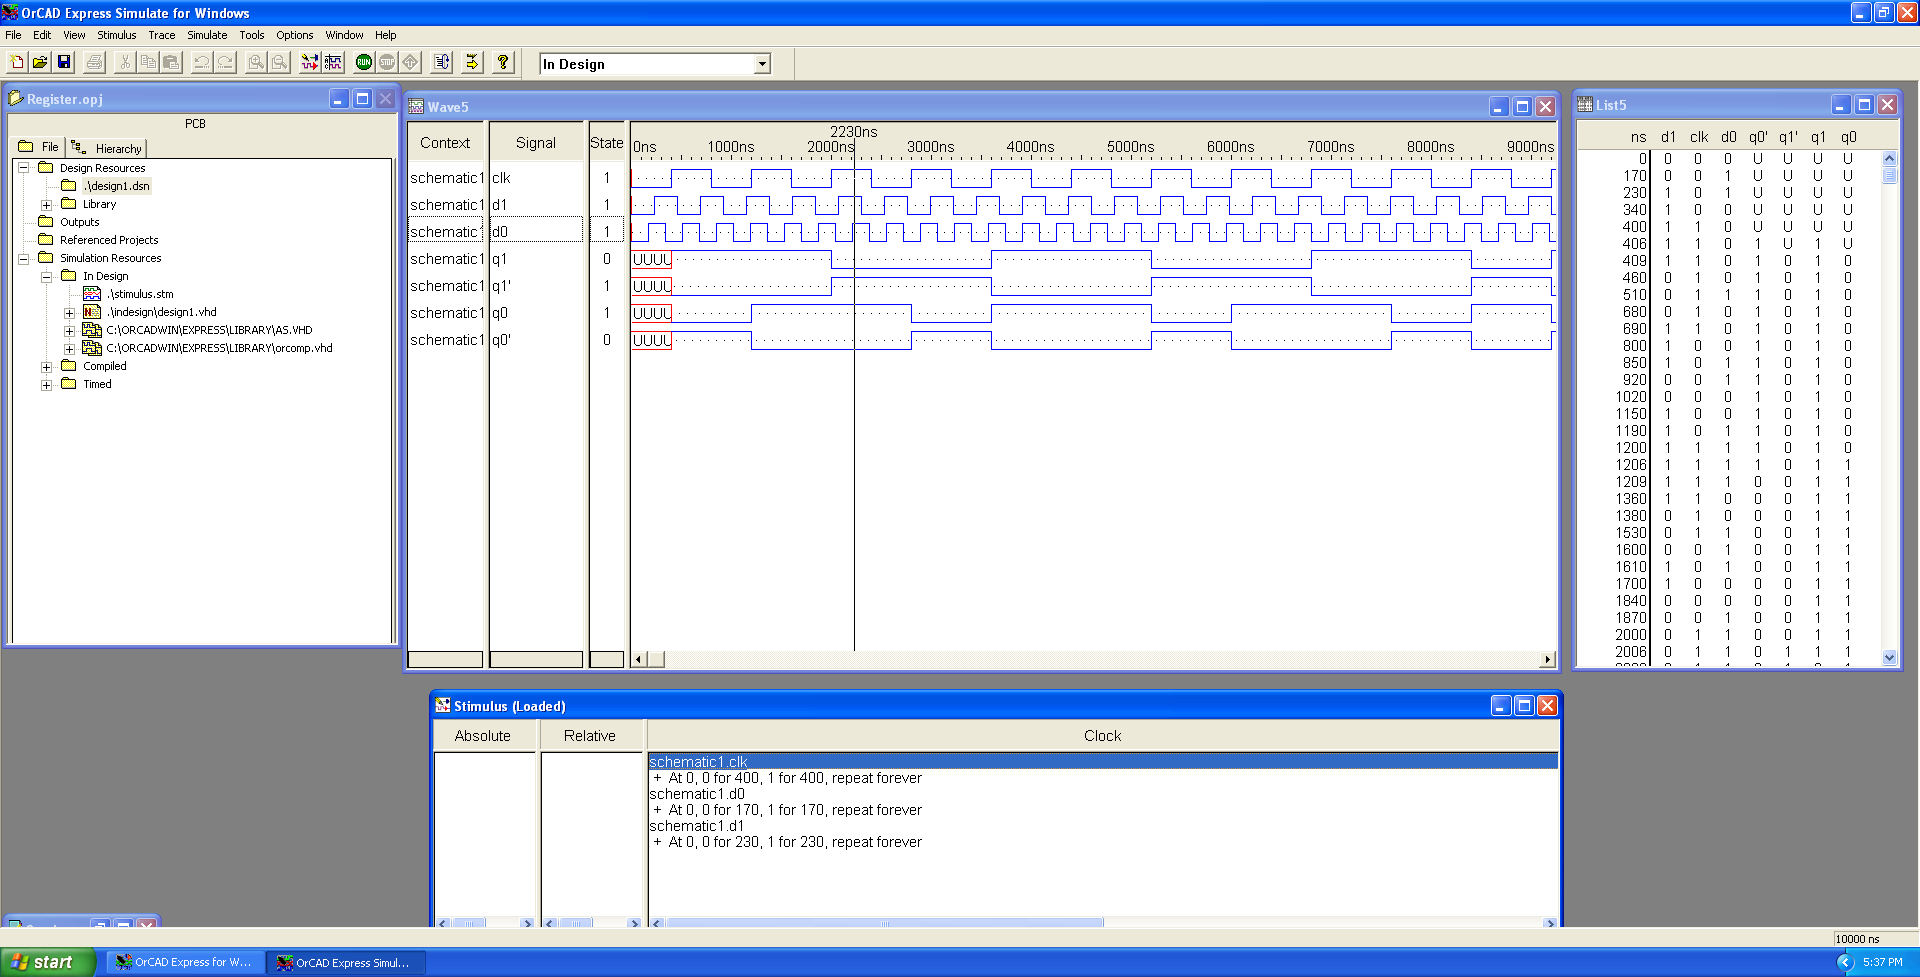 OrCAD Express Simulate for Windows
File Edit View Stimulus Trace Simulate Tools Options Window Help
RUN STOP In Design
Register.opj
PCB
File Hierarchy
Design Resources
.\design1.dsn
Library
Outputs
Referenced Projects
Simulation Resources
In Design
.\stimulus.stm
.\indesign\design1.vhd
C:\ORCADWIN\EXPRESS\LIBRARY\AS.VHD
C:\ORCADWIN\EXPRESS\LIBRARY\orcomp.vhd
Compiled
Timed
Wave5
Context Signal State
2230ns
0ns 1000ns 2000ns 3000ns 4000ns 5000ns 6000ns 7000ns 8000ns 9000ns
schematic1 clk 1
schematic1 d1 1
schematic1 d0 1
schematic1 q1 0 UUUU
schematic1 q1' 1 UUUU
schematic1 q0 1 UUUU
schematic1 q0' 0 UUUU
List5
ns d1 clk d0 q0' q1' q1 q0
0 0 0 0 U U U U
170 0 0 1 U U U U
230 1 0 1 U U U U
340 1 0 0 U U U U
400 1 1 0 U U U U
406 1 1 0 1 U 1 U
409 1 1 0 1 0 1 0
460 0 1 0 1 0 1 0
510 0 1 1 1 0 1 0
680 0 1 0 1 0 1 0
690 1 1 0 1 0 1 0
800 1 0 0 1 0 1 0
850 1 0 1 1 0 1 0
920 0 0 1 1 0 1 0
1020 0 0 0 1 0 1 0
1150 1 0 0 1 0 1 0
1190 1 0 1 1 0 1 0
1200 1 1 1 1 0 1 0
1206 1 1 1 1 0 1 1
1209 1 1 1 0 0 1 1
1360 1 1 0 0 0 1 1
1380 0 1 0 0 0 1 1
1530 0 1 1 0 0 1 1
1600 0 0 1 0 0 1 1
1610 1 0 1 0 0 1 1
1700 1 0 0 0 0 1 1
1840 0 0 0 0 0 1 1
1870 0 0 1 0 0 1 1
2000 0 1 1 0 0 1 1
2006 0 1 1 0 1 1 1
Stimulus (Loaded)
Absolute Relative Clock
schematic1.clk
+ At 0, 0 for 400, 1 for 400, repeat forever
schematic1.d0
+ At 0, 0 for 170, 1 for 170, repeat forever
schematic1.d1
+ At 0, 0 for 230, 1 for 230, repeat forever
10000 ns
start OrCAD Express for W... OrCAD Express Simul... 5:37 PM